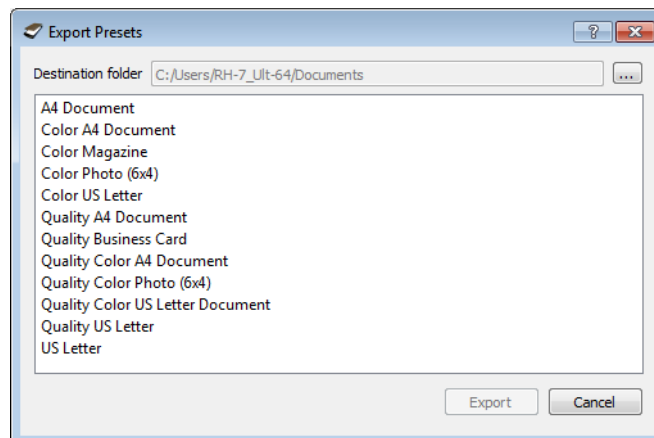 Export Presets
Destination folder C:/Users/RH-7_Ult-64/Documents ...
A4 Document
Color A4 Document
Color Magazine
Color Photo (6x4)
Color US Letter
Quality A4 Document
Quality Business Card
Quality Color A4 Document
Quality Color Photo (6x4)
Quality Color US Letter Document
Quality US Letter
US Letter
Export Cancel